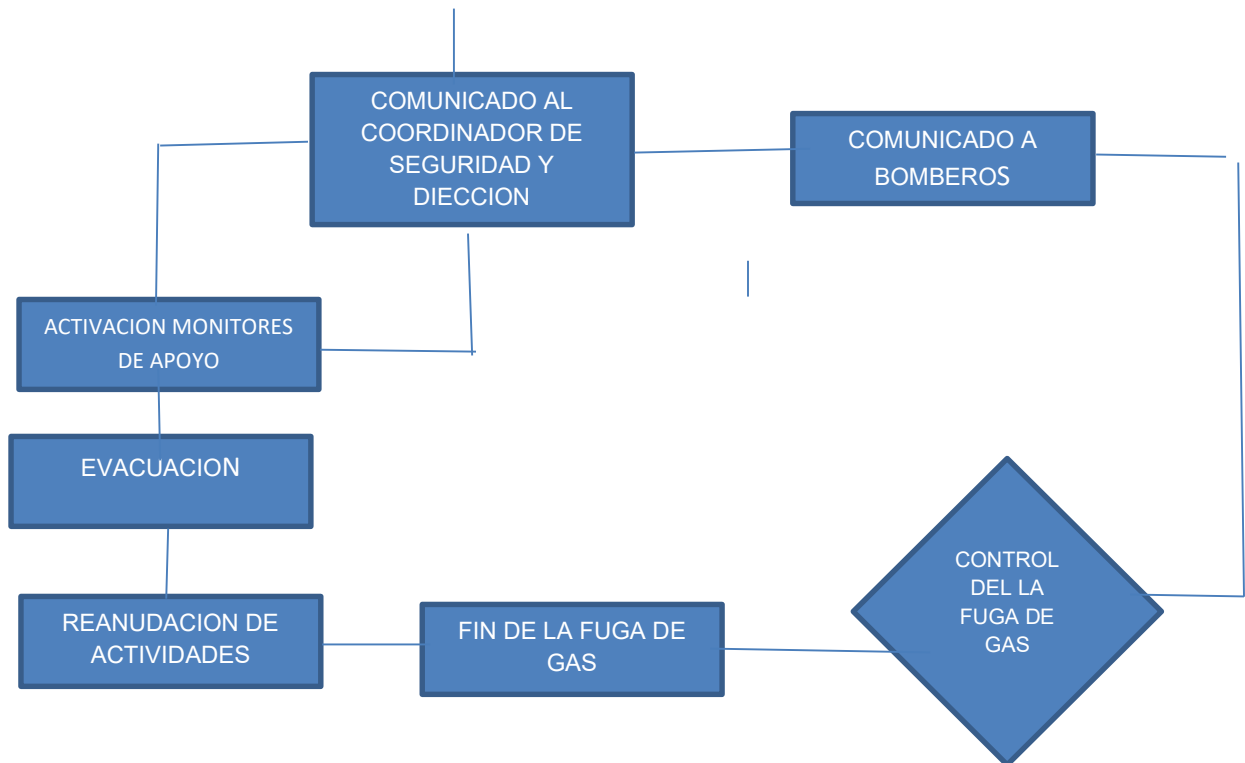 COMUNICADO AL
COORDINADOR DE
SEGURIDAD Y
DIECCION
COMUNICADO A
BOMBEROS
ACTIVACION MONITORES
DE APOYO
EVACUACION
CONTROL
DEL LA
FUGA DE
GAS
REANUDACION DE
ACTIVIDADES
FIN DE LA FUGA DE
GAS